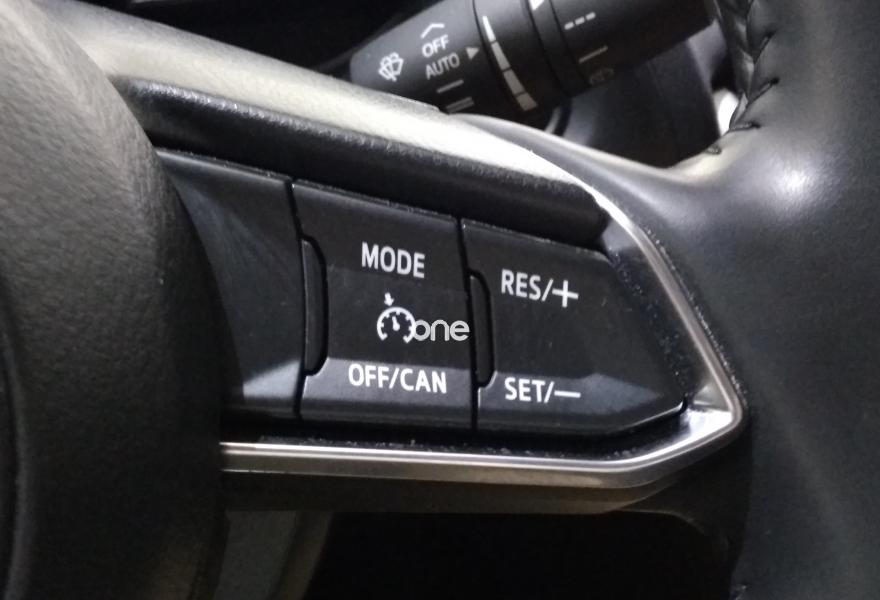 OFF
AUTO
MODE
one
OFF/CAN
RES/+
SET/—